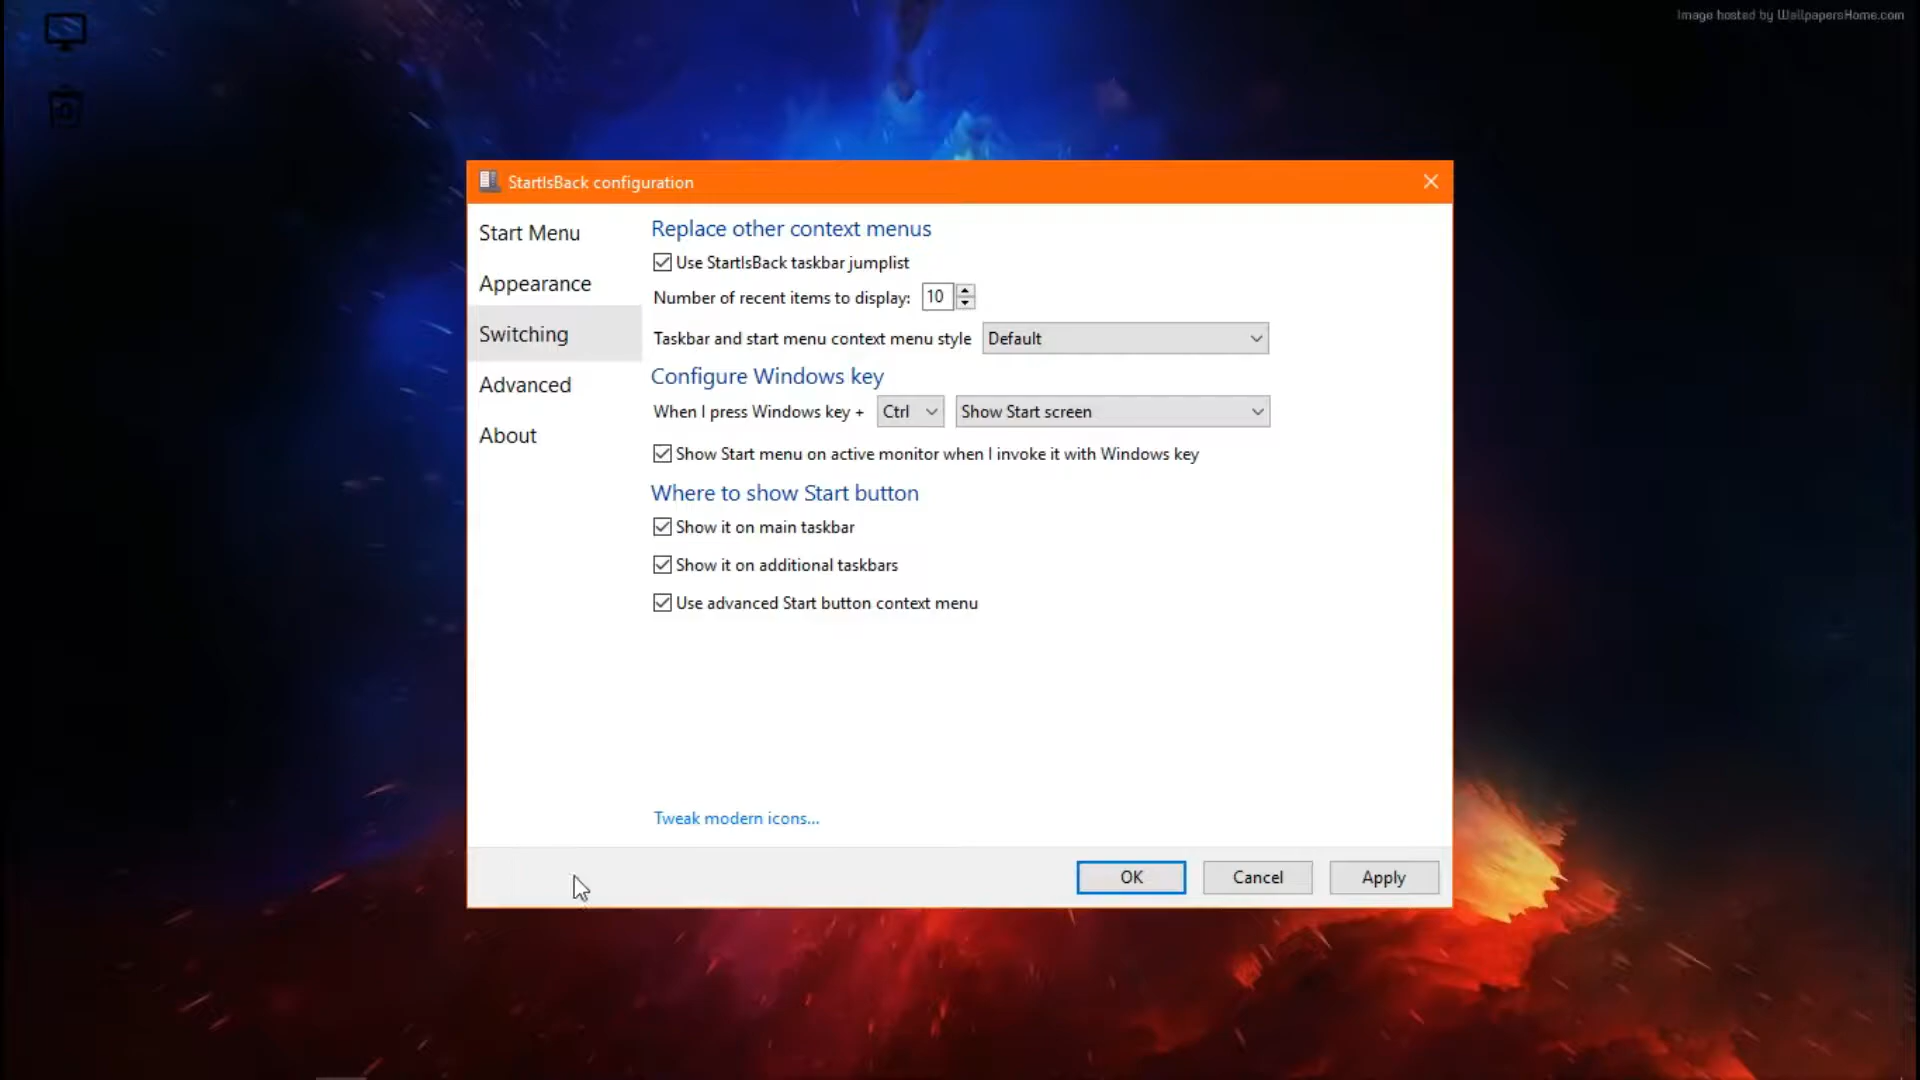 Image hosted by WallpapersHome.com
StartIsBack configuration
Start Menu
Appearance
Switching
Advanced
About
Replace other context menus
Use StartIsBack taskbar jumplist
Number of recent items to display: 10
Taskbar and start menu context menu style Default
Configure Windows key
When I press Windows key + Ctrl Show Start screen
Show Start menu on active monitor when I invoke it with Windows key
Where to show Start button
Show it on main taskbar
Show it on additional taskbars
Use advanced Start button context menu
Tweak modern icons...
OK Cancel Apply